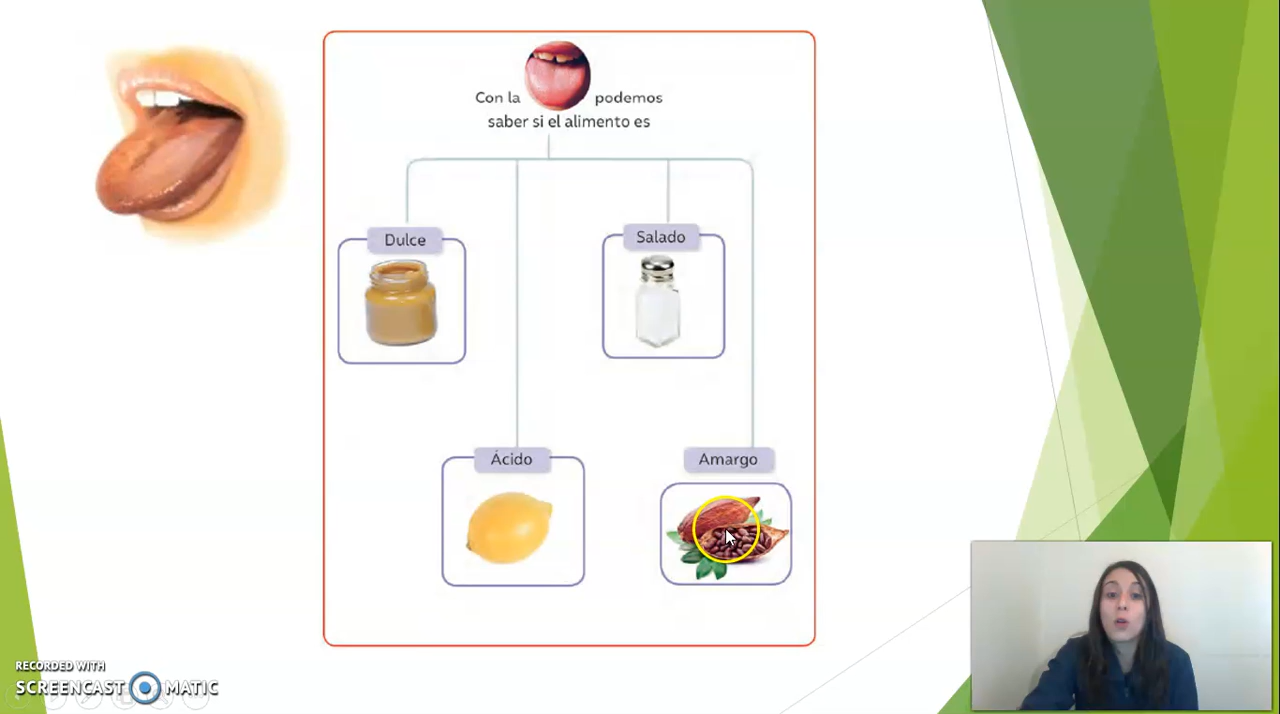 Con la podemos
saber si el alimento es
Dulce
Salado
Ácido
Amargo
RECORDED WITH
SCREENCAST MATIC